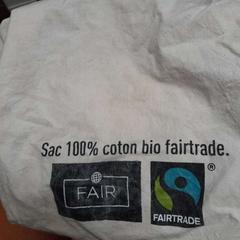 Sac 100% coton bio fairtrade.
FAIR
®
FAIRTRADE